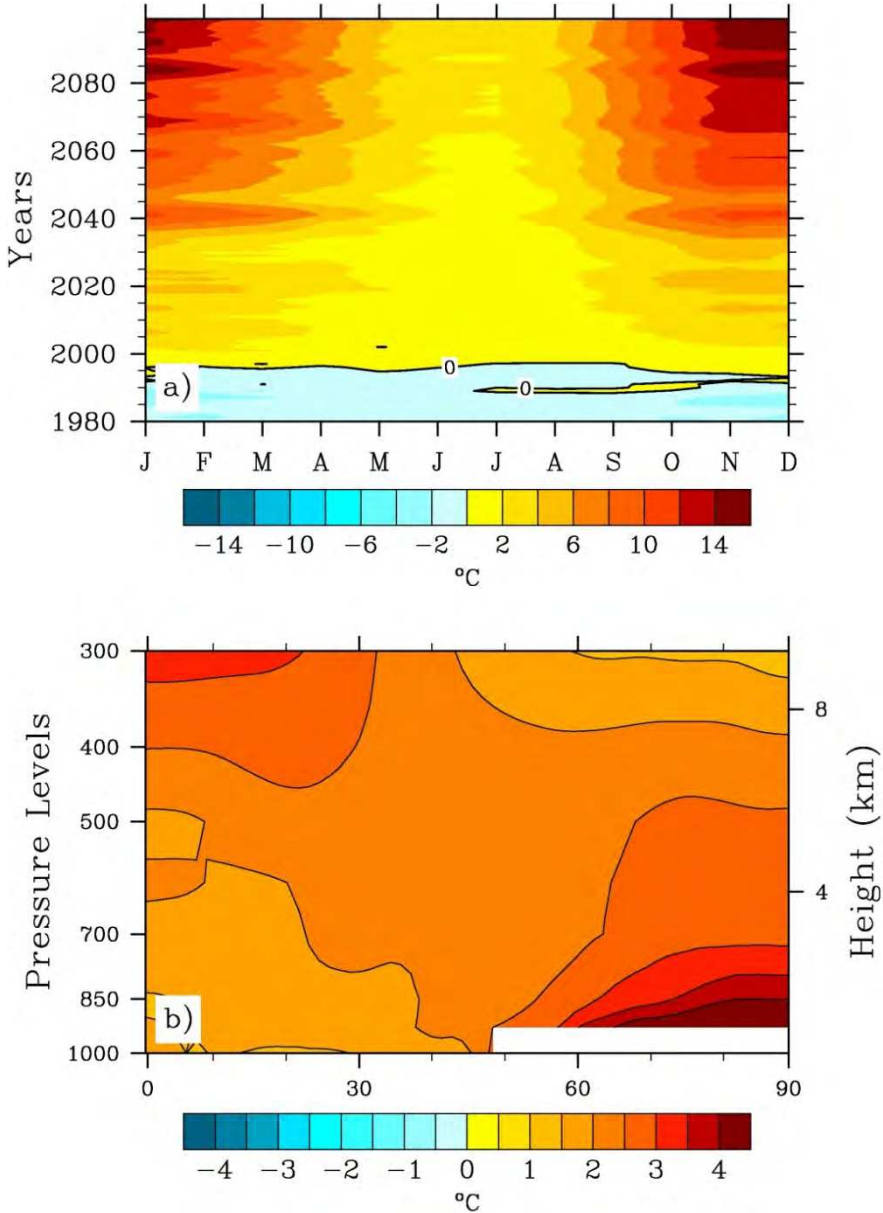 2080
2060
2040
2020
2000
1980
Years
0
0
a)
J F M A M J J A S O N D
−14 −10 −6 −2 2 6 10 14
ºC
300
400
500
700
850
1000
Pressure Levels
8
4
Height (km)
b)
0 30 60 90
−4 −3 −2 −1 0 1 2 3 4
ºC